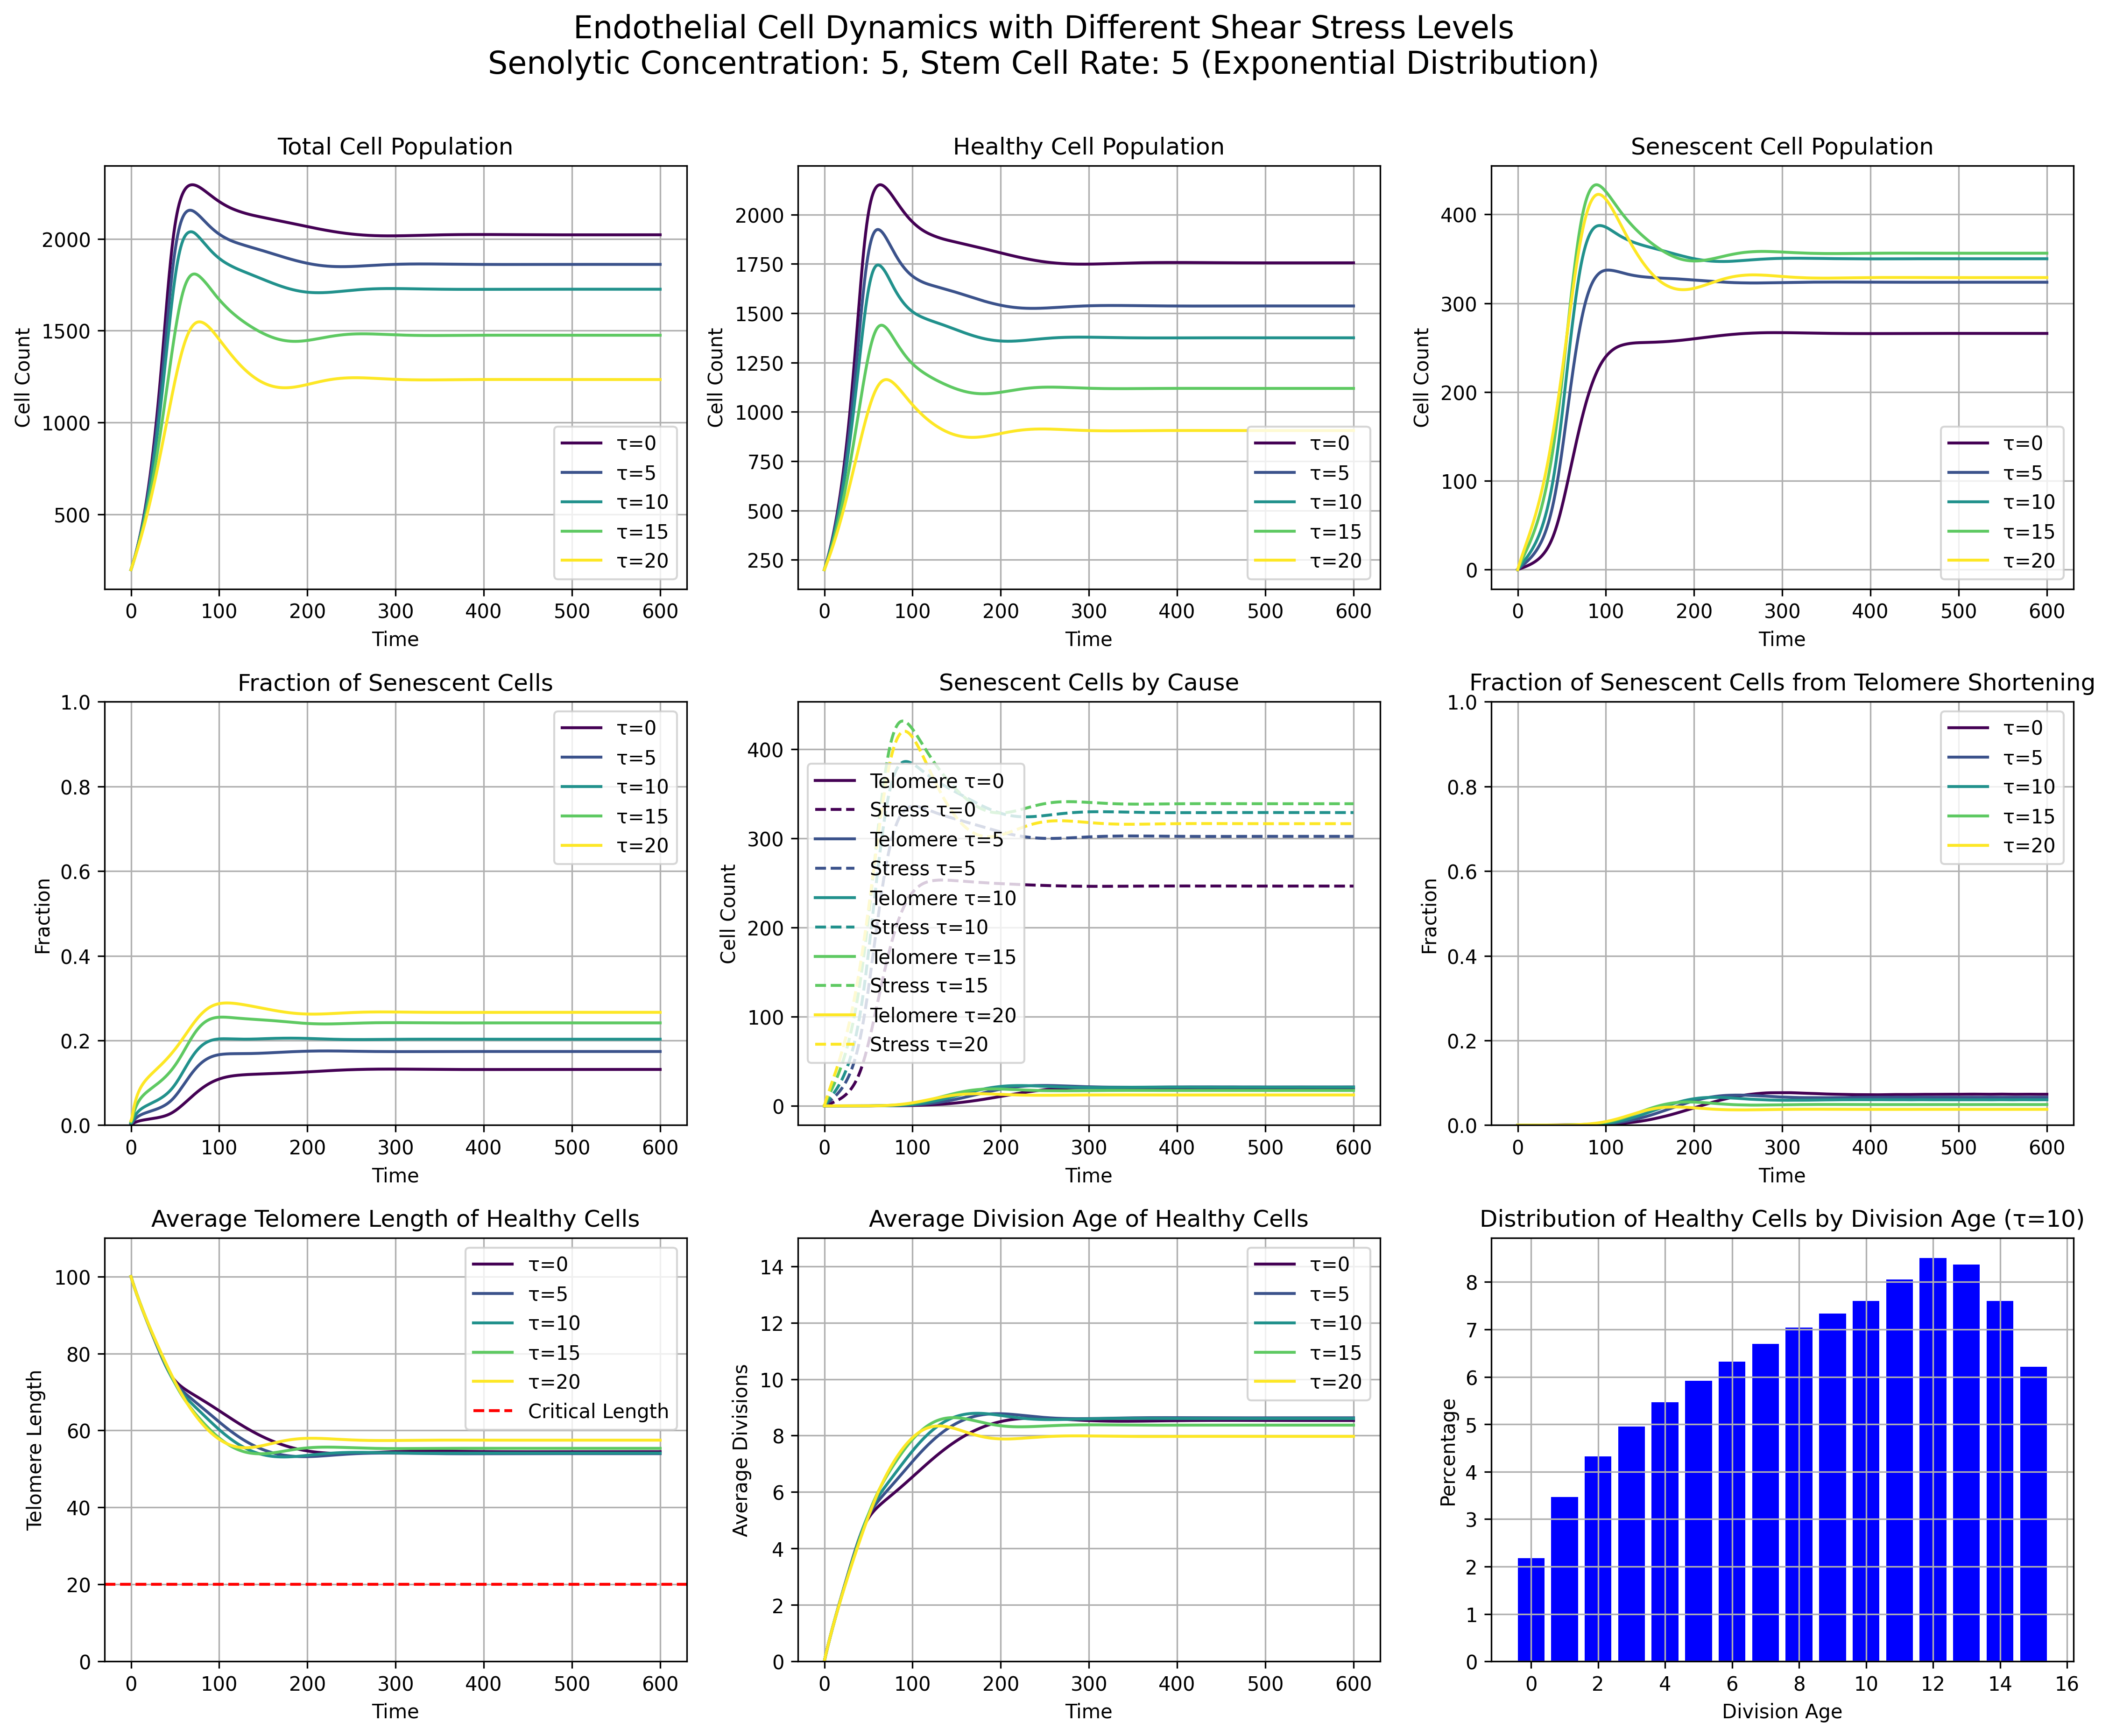 Endothelial Cell Dynamics with Different Shear Stress Levels
Senolytic Concentration: 5, Stem Cell Rate: 5 (Exponential Distribution)
Total Cell Population
Cell Count
2000
1500
1000
500
τ=0
τ=5
τ=10
τ=15
τ=20
0 100 200 300 400 500 600
Time
Healthy Cell Population
Cell Count
2000
1750
1500
1250
1000
750
500
250
τ=0
τ=5
τ=10
τ=15
τ=20
0 100 200 300 400 500 600
Time
Senescent Cell Population
Cell Count
400
300
200
100
0
τ=0
τ=5
τ=10
τ=15
τ=20
0 100 200 300 400 500 600
Time
Fraction of Senescent Cells
Fraction
1.0
0.8
0.6
0.4
0.2
0.0
τ=0
τ=5
τ=10
τ=15
τ=20
0 100 200 300 400 500 600
Time
Senescent Cells by Cause
Cell Count
400
300
200
100
0
Telomere τ=0
Stress τ=0
Telomere τ=5
Stress τ=5
Telomere τ=10
Stress τ=10
Telomere τ=15
Stress τ=15
Telomere τ=20
Stress τ=20
0 100 200 300 400 500 600
Time
Fraction of Senescent Cells from Telomere Shortening
Fraction
1.0
0.8
0.6
0.4
0.2
0.0
τ=0
τ=5
τ=10
τ=15
τ=20
0 100 200 300 400 500 600
Time
Average Telomere Length of Healthy Cells
Telomere Length
100
80
60
40
20
0
τ=0
τ=5
τ=10
τ=15
τ=20
Critical Length
0 100 200 300 400 500 600
Time
Average Division Age of Healthy Cells
Average Divisions
14
12
10
8
6
4
2
0
τ=0
τ=5
τ=10
τ=15
τ=20
0 100 200 300 400 500 600
Time
Distribution of Healthy Cells by Division Age (τ=10)
Percentage
8
7
6
5
4
3
2
1
0
0 2 4 6 8 10 12 14 16
Division Age